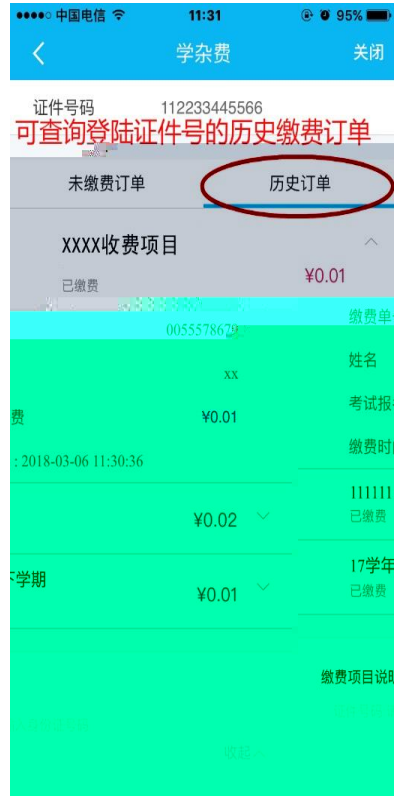 中国电信 11:31 95%
学杂费 关闭
证件号码 112233445566
可查询登陆证件号的历史缴费订单
未缴费订单 历史订单
XXXX收费项目
已缴费 ¥0.01
缴费单
0055578679
姓名
xx
考试报
费 ¥0.01
缴费时
: 2018-03-06 11:30:36
111111
¥0.02 已缴费
17学年
下学期
¥0.01 已缴费
缴费项目说明
收起